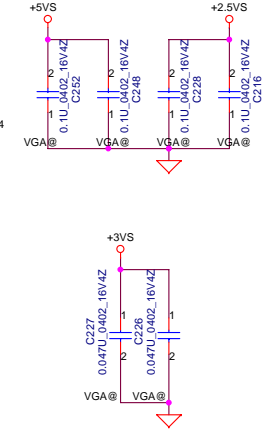 +5VS
+2.5VS
2
2
2
2
C252
0.1U_0402_16V4Z
C248
0.1U_0402_16V4Z
C228
0.1U_0402_16V4Z
C216
0.1U_0402_16V4Z
1
1
1
1
4
VGA@
VGA@
VGA@
VGA@
+3VS
C227
0.047U_0402_16V4Z
C226
0.047U_0402_16V4Z
1
1
2
2
VGA@
VGA@